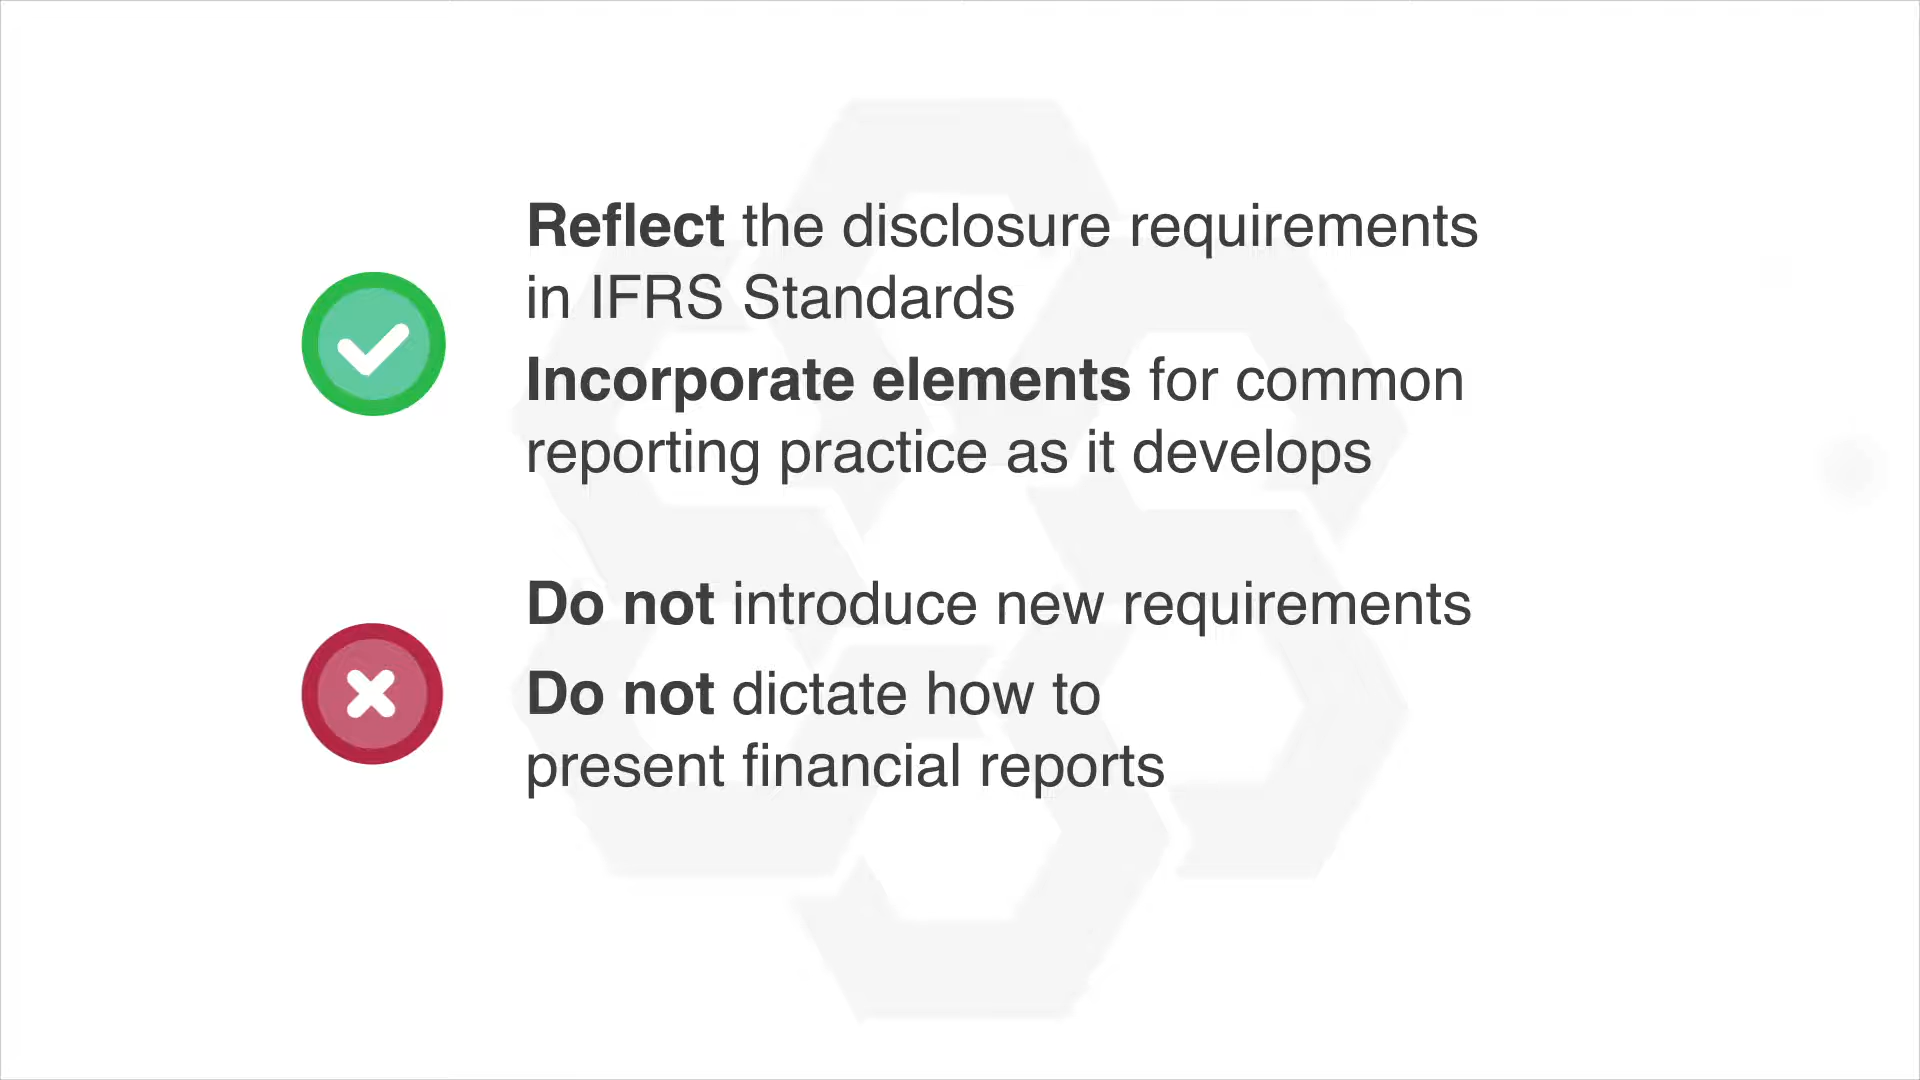 Reflect the disclosure requirements
in IFRS Standards
Incorporate elements for common
reporting practice as it develops
Do not introduce new requirements
Do not dictate how to
present financial reports